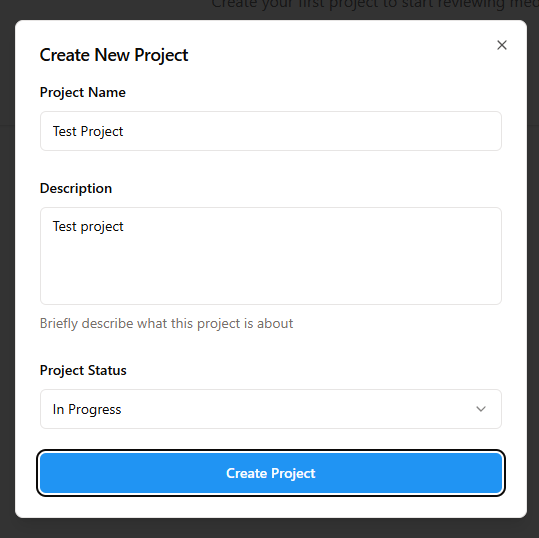 Create your first project to start reviewing med
Create New Project
Project Name
Test Project
Description
Test project
Briefly describe what this project is about
Project Status
In Progress
Create Project